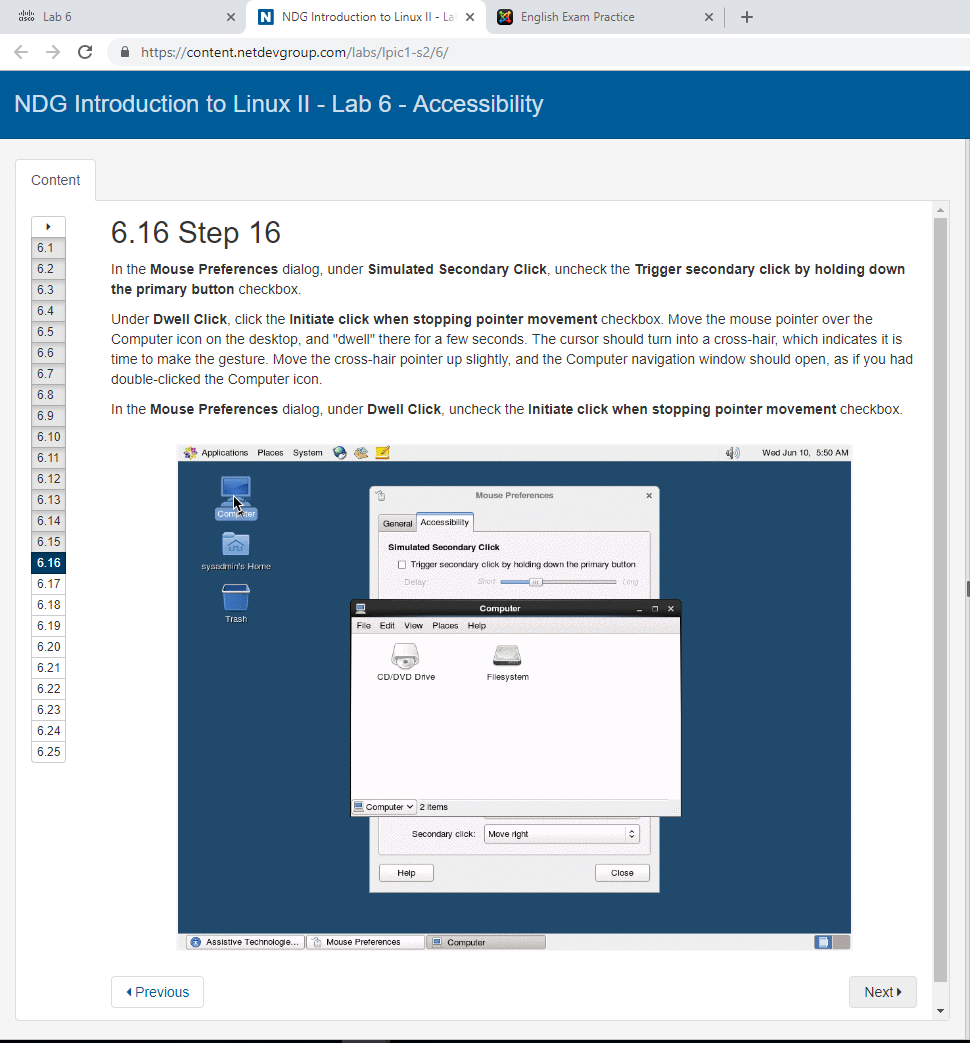 Lab 6
NDG Introduction to Linux II - La
English Exam Practice
https://content.netdevgroup.com/labs/lpic1-s2/6/
NDG Introduction to Linux II - Lab 6 - Accessibility
Content
6.1
6.2
6.3
6.4
6.5
6.6
6.7
6.8
6.9
6.10
6.11
6.12
6.13
6.14
6.15
6.16
6.17
6.18
6.19
6.20
6.21
6.22
6.23
6.24
6.25
6.16 Step 16
In the Mouse Preferences dialog, under Simulated Secondary Click, uncheck the Trigger secondary click by holding down
the primary button checkbox.
Under Dwell Click, click the Initiate click when stopping pointer movement checkbox. Move the mouse pointer over the
Computer icon on the desktop, and "dwell" there for a few seconds. The cursor should turn into a cross-hair, which indicates it is
time to make the gesture. Move the cross-hair pointer up slightly, and the Computer navigation window should open, as if you had
double-clicked the Computer icon.
In the Mouse Preferences dialog, under Dwell Click, uncheck the Initiate click when stopping pointer movement checkbox.
Applications Places System
Wed Jun 10, 5:50 AM
Computer
sysadmin's Home
Trash
Mouse Preferences
General
Accessibility
Simulated Secondary Click
Trigger secondary click by holding down the primary button
Delay: Short Long
Computer
File Edit View Places Help
CD/DVD Drive
Filesystem
Computer
2 items
Secondary click: Move right
Help
Close
Assistive Technologie...
Mouse Preferences
Computer
Previous
Next